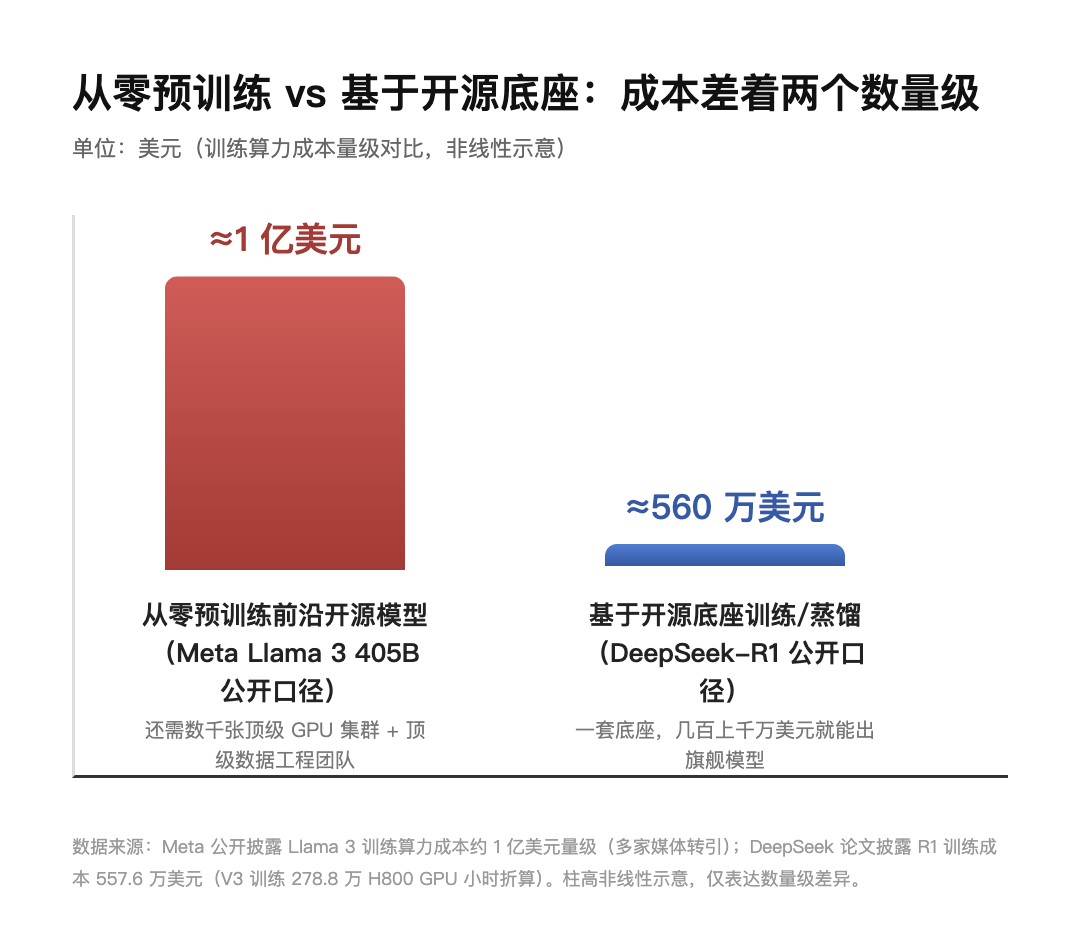 从零预训练 vs 基于开源底座：成本差着两个数量级
单位：美元（训练算力成本量级对比，非线性示意）
≈1 亿美元
≈560 万美元
从零预训练前沿开源模型
（Meta Llama 3 405B
公开口径）
还需数千张顶级 GPU 集群 + 顶
级数据工程团队
基于开源底座训练/蒸馏
（DeepSeek–R1 公开口
径）
一套底座，几百上千万美元就能出
旗舰模型
数据来源：Meta 公开披露 Llama 3 训练算力成本约 1 亿美元量级（多家媒体转引）；DeepSeek 论文披露 R1 训练成
本 557.6 万美元（V3 训练 278.8 万 H800 GPU 小时折算）。柱高非线性示意，仅表达数量级差异。